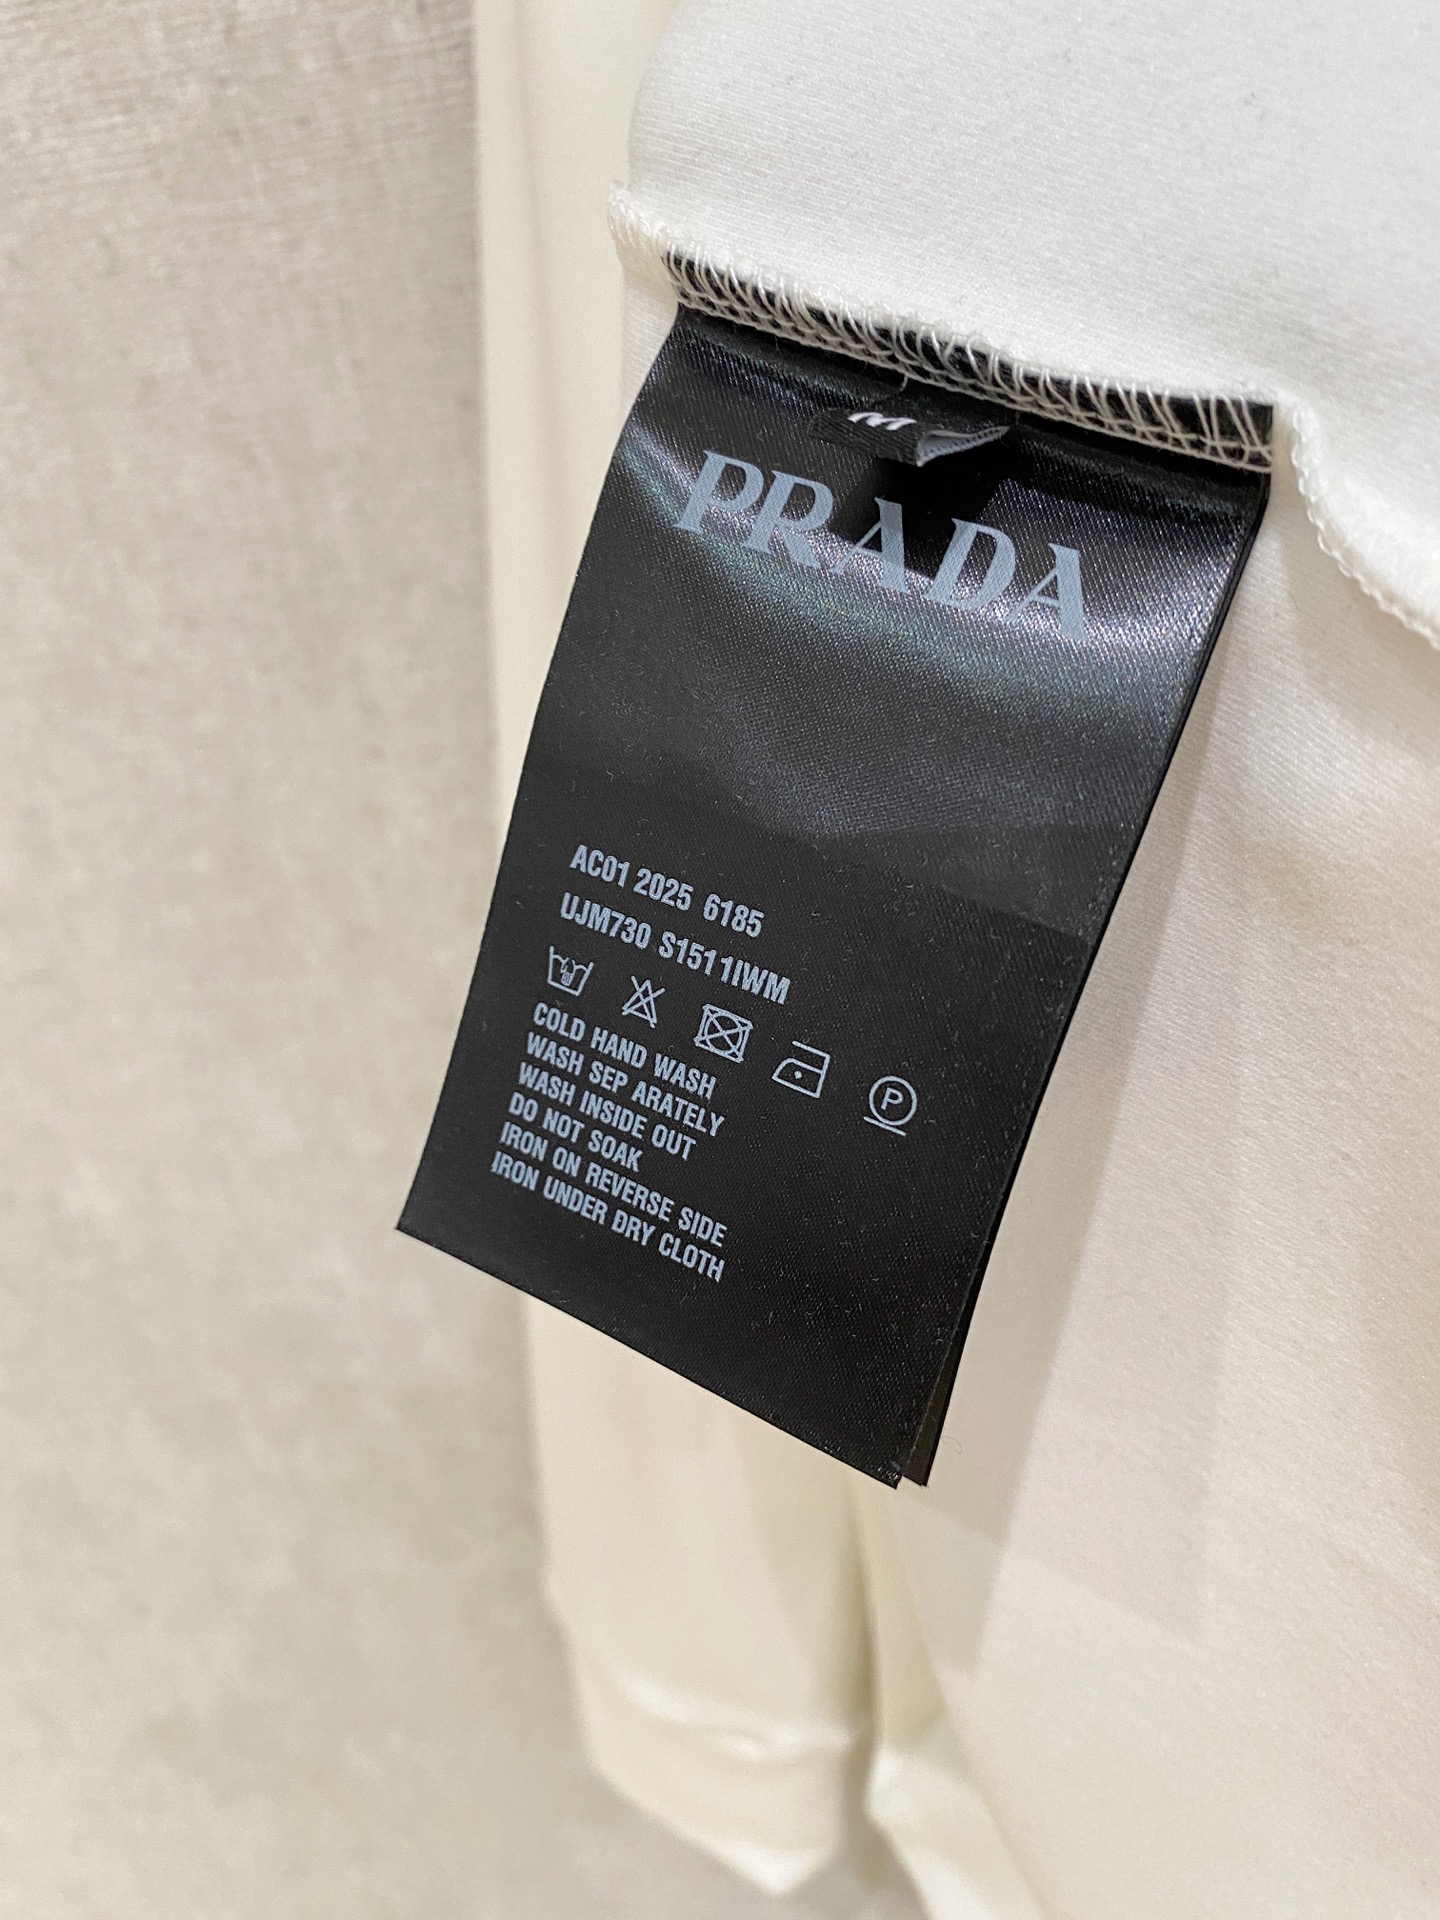 M
PRADA
AC01 2025 6185
UJM730 S1511IWM
P
COLD HAND WASH
WASH SEP ARATELY
WASH INSIDE OUT
DO NOT SOAK
IRON ON REVERSE SIDE
IRON UNDER DRY CLOTH